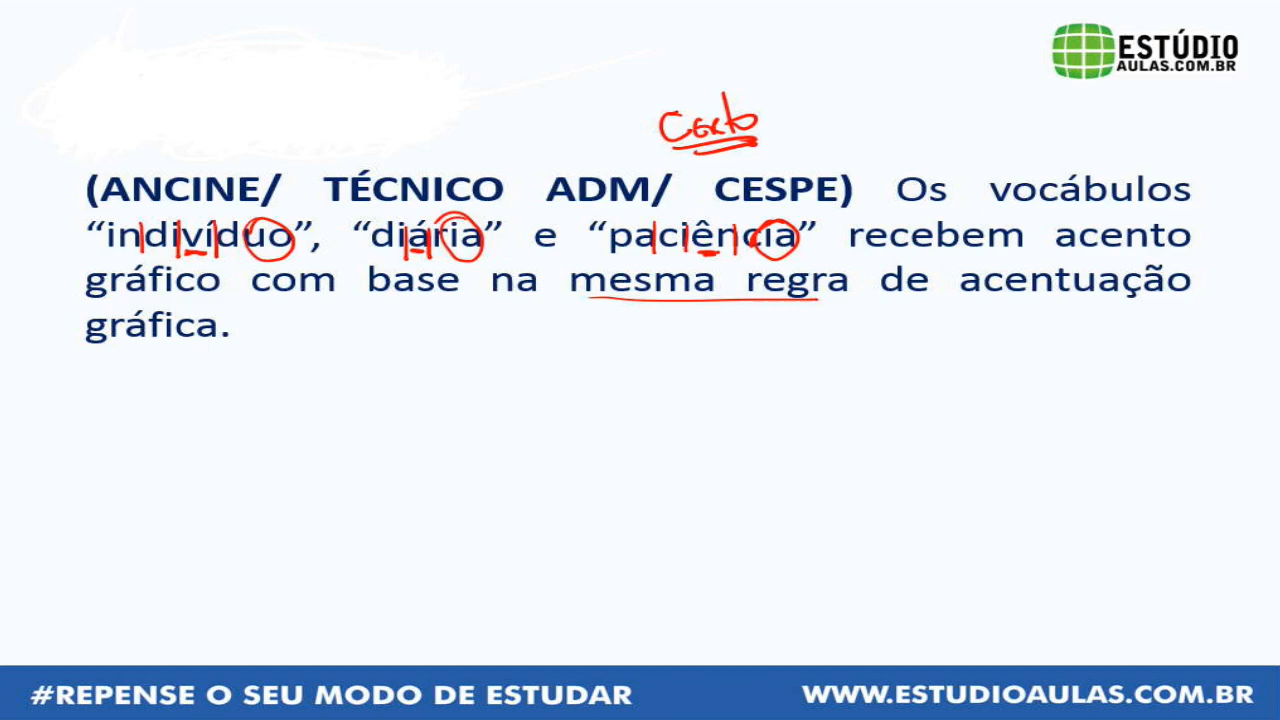 ESTÚDIO
AULAS.COM.BR
Certo
(ANCINE/ TÉCNICO ADM/ CESPE) Os vocábulos
“indivíduo”, “diária” e “paciência” recebem acento
gráfico com base na mesma regra de acentuação
gráfica.
#REPENSE O SEU MODO DE ESTUDAR
WWW.ESTUDIOAULAS.COM.BR